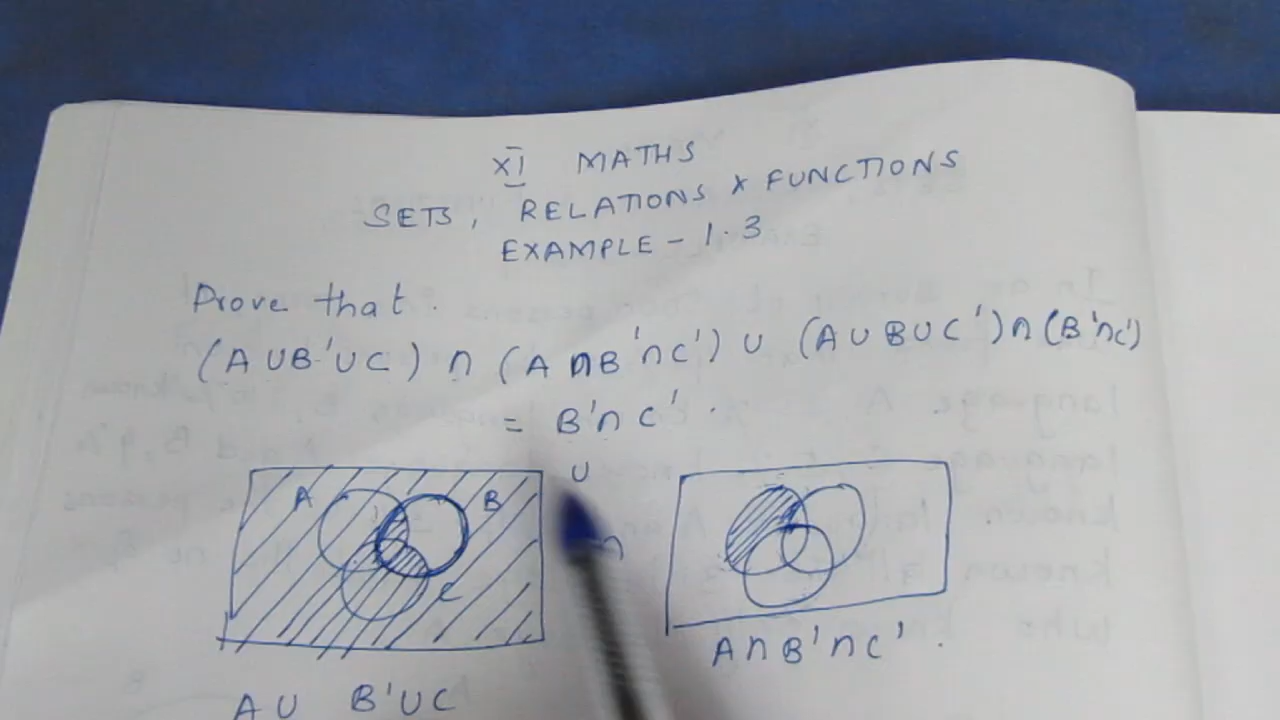 XI MATHS
SETS, RELATIONS & FUNCTIONS
EXAMPLE - 1.3
Prove that.
(A ∪ B' ∪ C) ∩ (A ∩ B' ∩ C') ∪ (A ∪ B ∪ C') ∩ (B' ∩ C')
= B' ∩ C'.
U
A B
C
∩
A ∩ B' ∩ C'.
A ∪ B' ∪ C